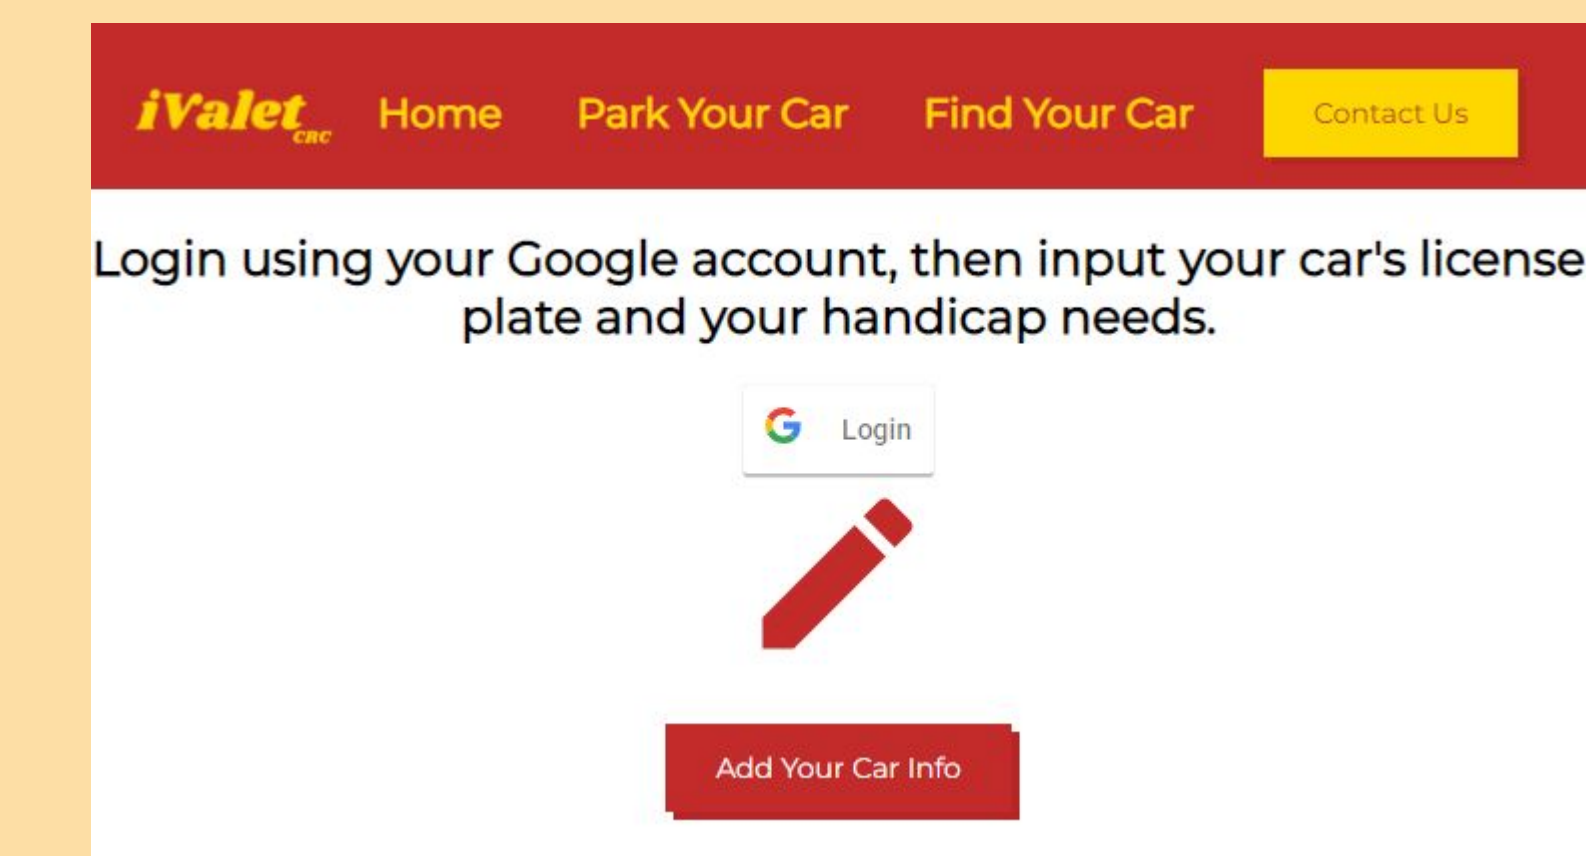 iValet CRC Home Park Your Car Find Your Car Contact Us
Login using your Google account, then input your car's license
plate and your handicap needs.
G Login
Add Your Car Info